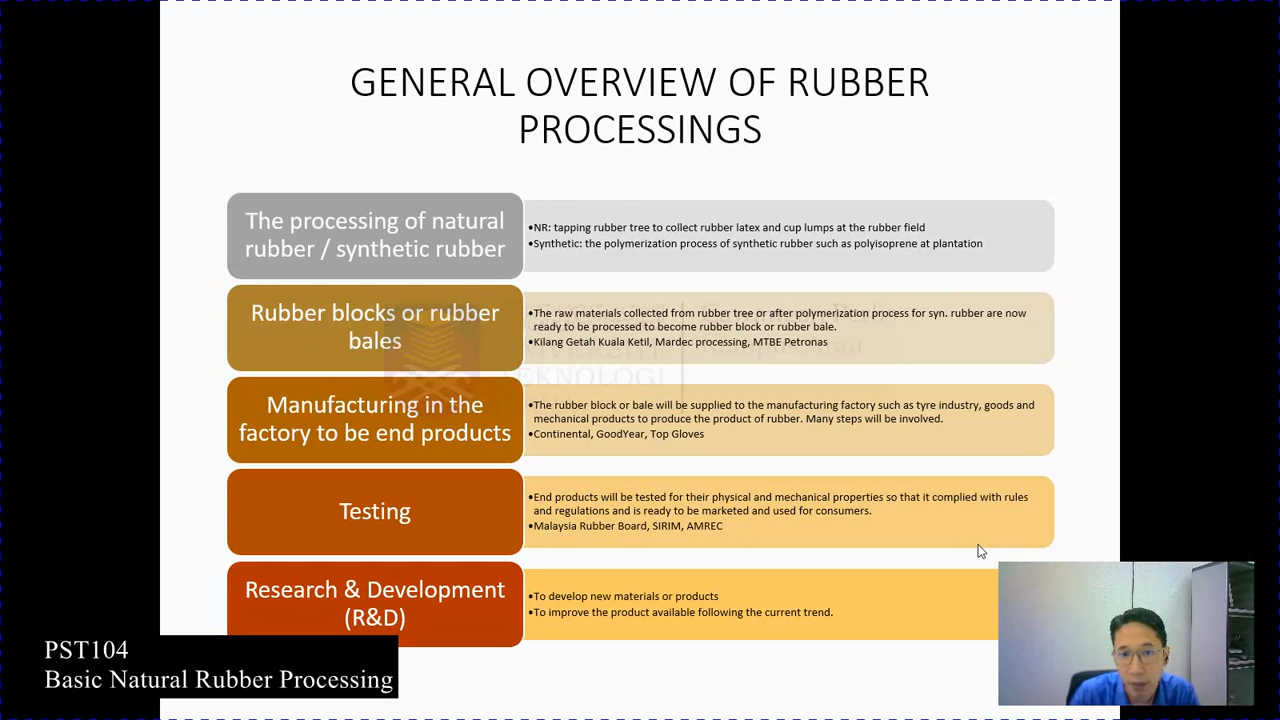 GENERAL OVERVIEW OF RUBBER
PROCESSINGS
The processing of natural
rubber / synthetic rubber
•NR: tapping rubber tree to collect rubber latex and cup lumps at the rubber field
•Synthetic: the polymerization process of synthetic rubber such as polyisoprene at plantation
Rubber blocks or rubber
bales
•The raw materials collected from rubber tree or after polymerization process for syn. rubber are now
ready to be processed to become rubber block or rubber bale.
•Kilang Getah Kuala Ketil, Mardec processing, MTBE Petronas
TEKNOLOGI
Manufacturing in the
factory to be end products
•The rubber block or bale will be supplied to the manufacturing factory such as tyre industry, goods and
mechanical products to produce the product of rubber. Many steps will be involved.
•Continental, GoodYear, Top Gloves
Testing
•End products will be tested for their physical and mechanical properties so that it complied with rules
and regulations and is ready to be marketed and used for consumers.
•Malaysia Rubber Board, SIRIM, AMREC
Research & Development
(R&D)
•To develop new materials or products
•To improve the product available following the current trend.
PST104
Basic Natural Rubber Processing